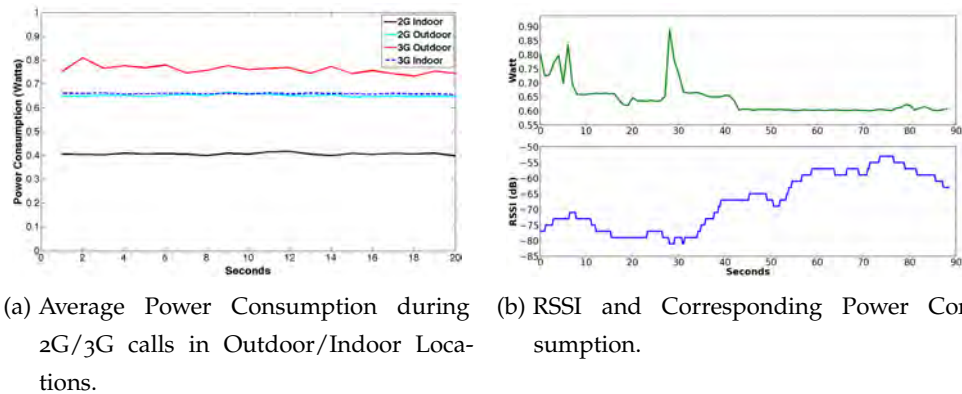 1
0.9
0.8
0.7
0.6
0.5
0.4
0.3
0.2
0.1
0
Power Consumption (Watts)
2G Indoor
2G Outdoor
3G Outdoor
3G Indoor
0 2 4 6 8 10 12 14 16 18 20
Seconds
(a) Average Power Consumption during
2G/3G calls in Outdoor/Indoor Loca-
tions.
0.90
0.85
0.80
0.75
0.70
0.65
0.60
0.55
Watt
0 10 20 30 40 50 60 70 80 90
−50
−55
−60
−65
−70
−75
−80
−85
RSSI (dB)
0 10 20 30 40 50 60 70 80 90
Seconds
(b) RSSI and Corresponding Power Con
sumption.